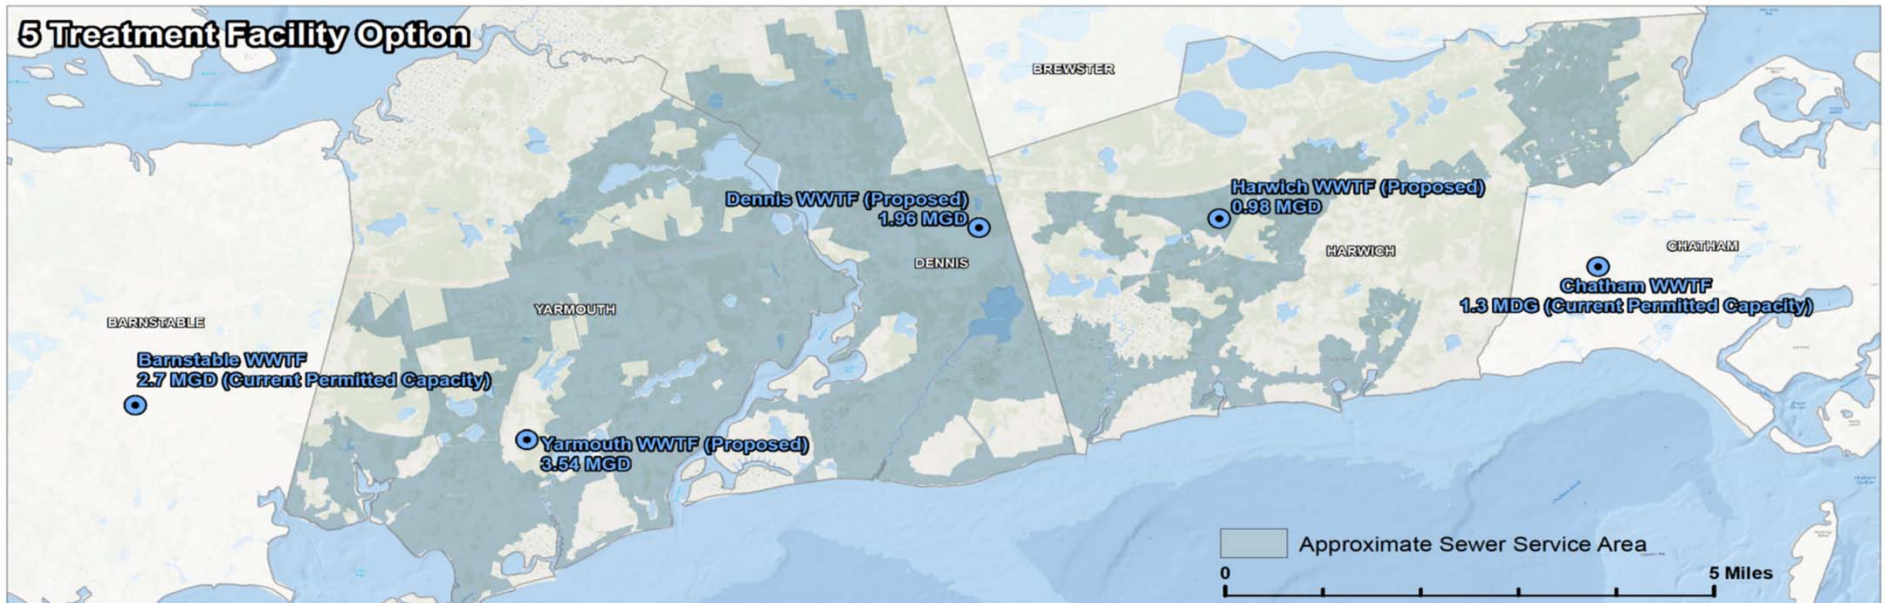 5 Treatment Facility Option
BREWSTER
Dennis WWTF (Proposed)
1.96 MGD
Harwich WWTF (Proposed)
0.98 MGD
DENNIS
HARWICH
CHATHAM
Chatham WWTF
1.3 MDG (Current Permitted Capacity)
YARMOUTH
BARNSTABLE
Barnstable WWTF
2.7 MGD (Current Permitted Capacity)
Yarmouth WWTF (Proposed)
3.54 MGD
Approximate Sewer Service Area
0 5 Miles